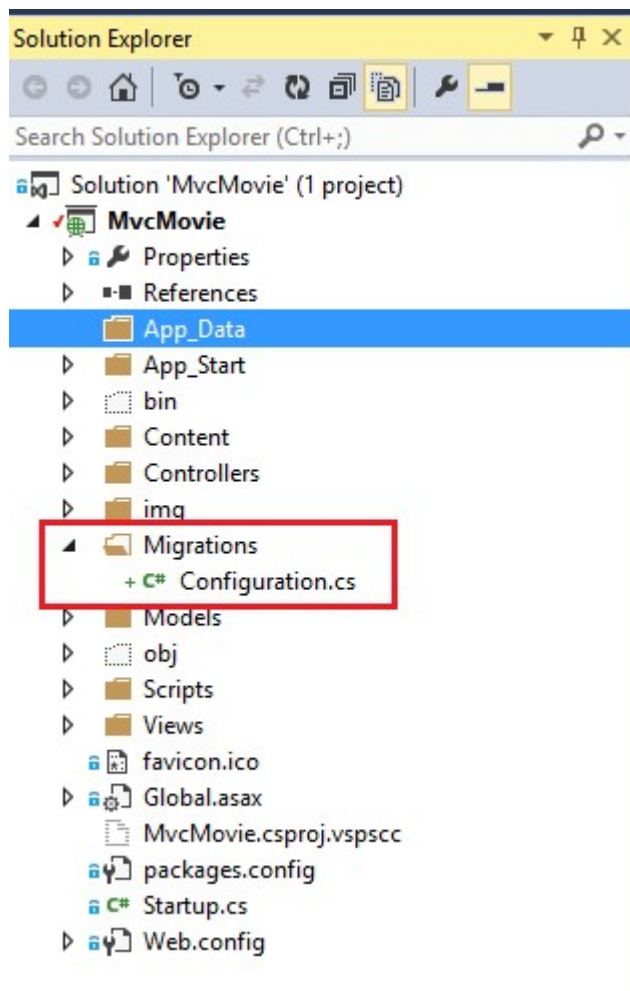 Solution Explorer
Search Solution Explorer (Ctrl+;)
Solution 'MvcMovie' (1 project)
MvcMovie
Properties
References
App_Data
App_Start
bin
Content
Controllers
img
Migrations
+ C# Configuration.cs
Models
obj
Scripts
Views
favicon.ico
Global.asax
MvcMovie.csproj.vspscc
packages.config
C# Startup.cs
Web.config